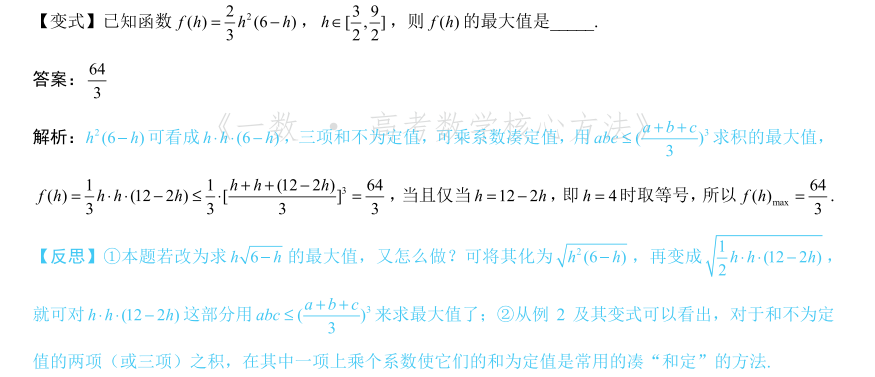 【变式】已知函数 $f(h)=\frac{2}{3}h^2(6-h)$，$h\in[\frac{3}{2},\frac{9}{2}]$，则 $f(h)$ 的最大值是_____.
答案：$\frac{64}{3}$
《一数·高考数学核心方法》
解析：$h^2(6-h)$ 可看成 $h\cdot h\cdot(6-h)$，三项和不为定值，可乘系数凑定值，用 $abc\leq(\frac{a+b+c}{3})^3$ 求积的最大值，
$f(h)=\frac{1}{3}h\cdot h\cdot(12-2h)\leq\frac{1}{3}\cdot[\frac{h+h+(12-2h)}{3}]^3=\frac{64}{3}$，当且仅当 $h=12-2h$，即 $h=4$ 时取等号，所以 $f(h)_{\max}=\frac{64}{3}$.
【反思】①本题若改为求 $h\sqrt{6-h}$ 的最大值，又怎么做？可将其化为 $\sqrt{h^2(6-h)}$，再变成 $\sqrt{\frac{1}{2}h\cdot h\cdot(12-2h)}$，
就可对 $h\cdot h\cdot(12-2h)$ 这部分用 $abc\leq(\frac{a+b+c}{3})^3$ 来求最大值了；②从例 2 及其变式可以看出，对于和不为定
值的两项（或三项）之积，在其中一项上乘个系数使它们的和为定值是常用的凑“和定”的方法.